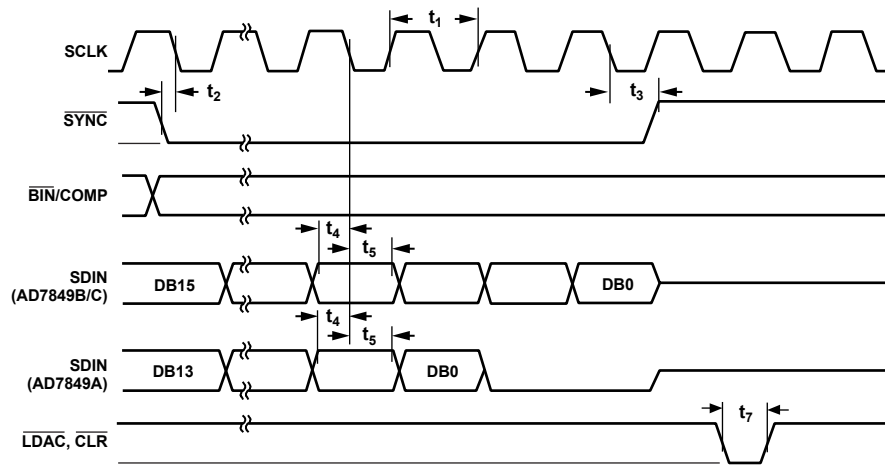 t1
SCLK
t2
t3
SYNC
BIN/COMP
t4
t5
SDIN
(AD7849B/C)
DB15
DB0
t4
t5
SDIN
(AD7849A)
DB13
DB0
t7
LDAC, CLR